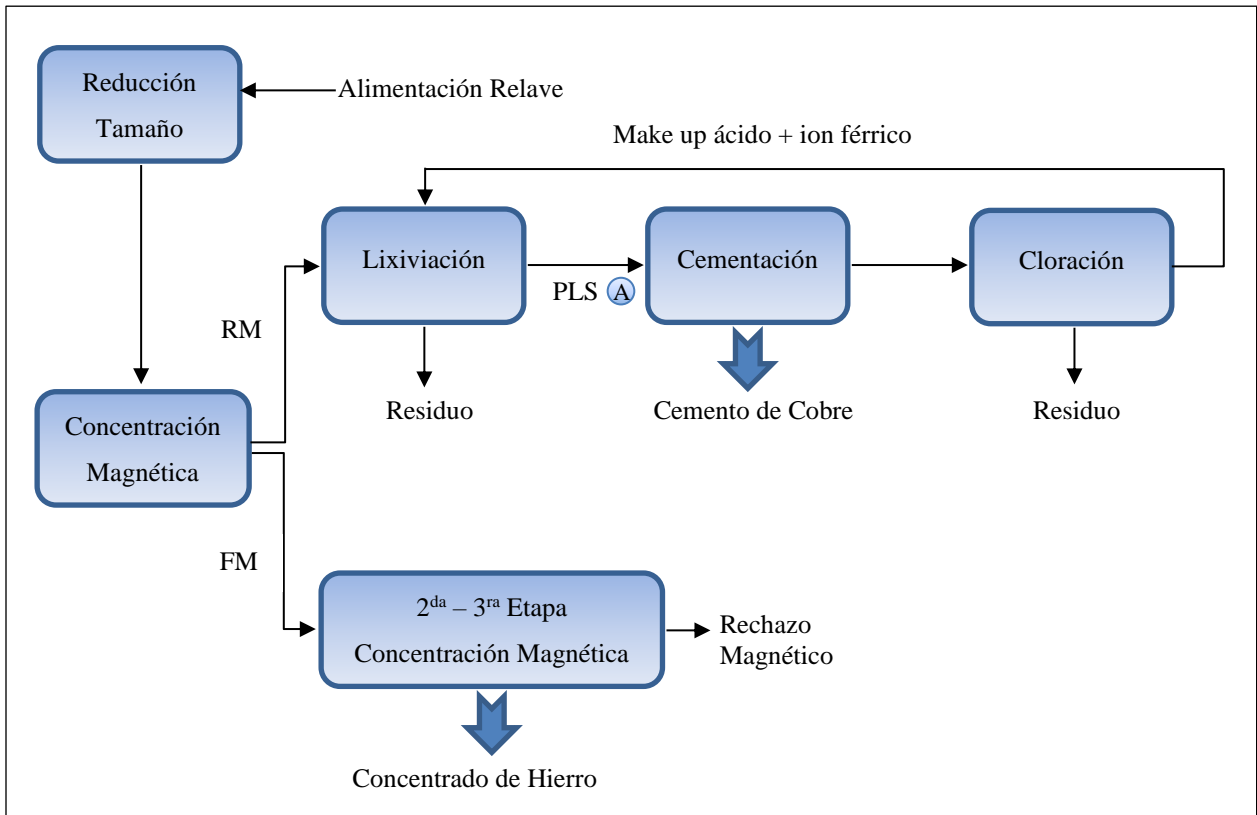 Reducción
Tamaño
Alimentación Relave
Make up ácido + ion férrico
Lixiviación
Cementación
Cloración
PLS A
RM
Residuo
Cemento de Cobre
Residuo
Concentración
Magnética
FM
2da – 3ra Etapa
Concentración Magnética
Rechazo
Magnético
Concentrado de Hierro